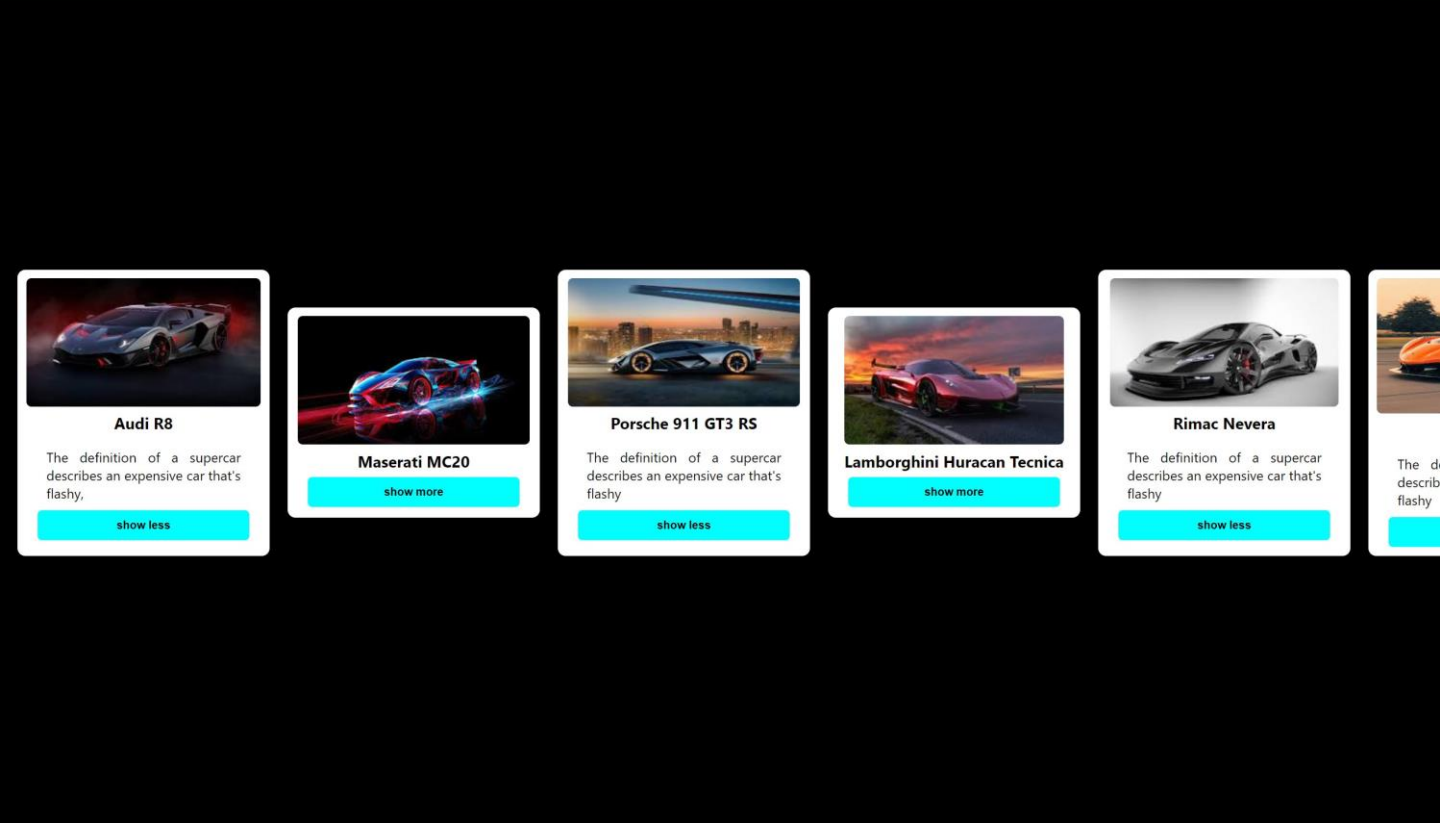 Audi R8
The definition of a supercar
describes an expensive car that's
flashy,
show less
Maserati MC20
show more
Porsche 911 GT3 RS
The definition of a supercar
describes an expensive car that's
flashy
show less
Lamborghini Huracan Tecnica
show more
Rimac Nevera
The definition of a supercar
describes an expensive car that's
flashy
show less
The
flashy